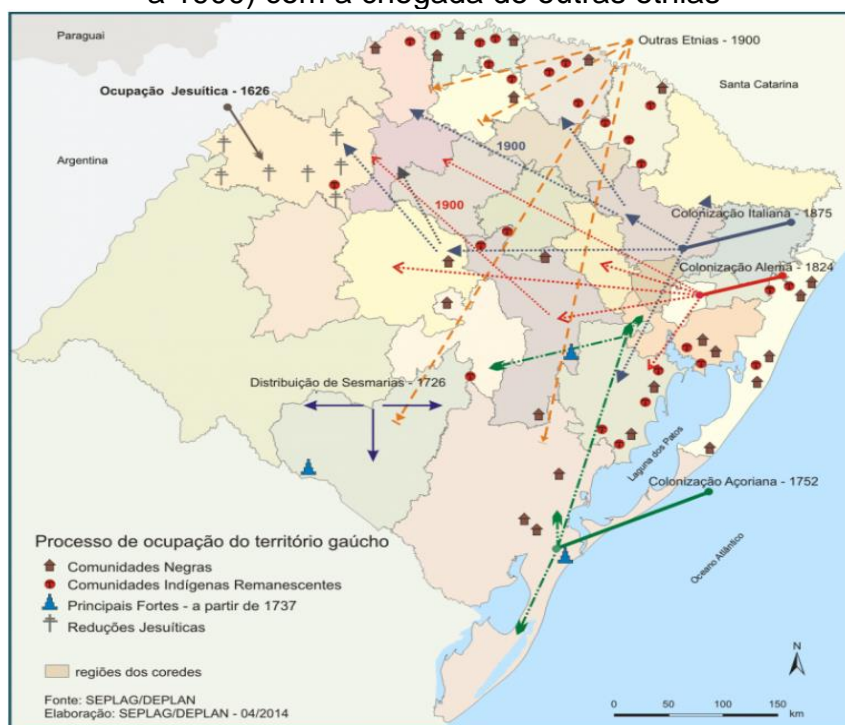 a 1900) com a chegada de outras etnias
Paraguai
Outras Etnias - 1900
Ocupação Jesuítica - 1626
Santa Catarina
Argentina
1900
Colonização Italiana - 1875
1900
Colonização Alemã - 1824
Distribuição de Sesmarias - 1726
Laguna dos Patos
Colonização Açoriana - 1752
Oceano Atlântico
Processo de ocupação do território gaúcho
Comunidades Negras
Comunidades Indígenas Remanescentes
Principais Fortes - a partir de 1737
Reduções Jesuíticas
regiões dos coredes
Fonte: SEPLAG/DEPLAN
Elaboração: SEPLAG/DEPLAN - 04/2014
N
0 50 100 150
km